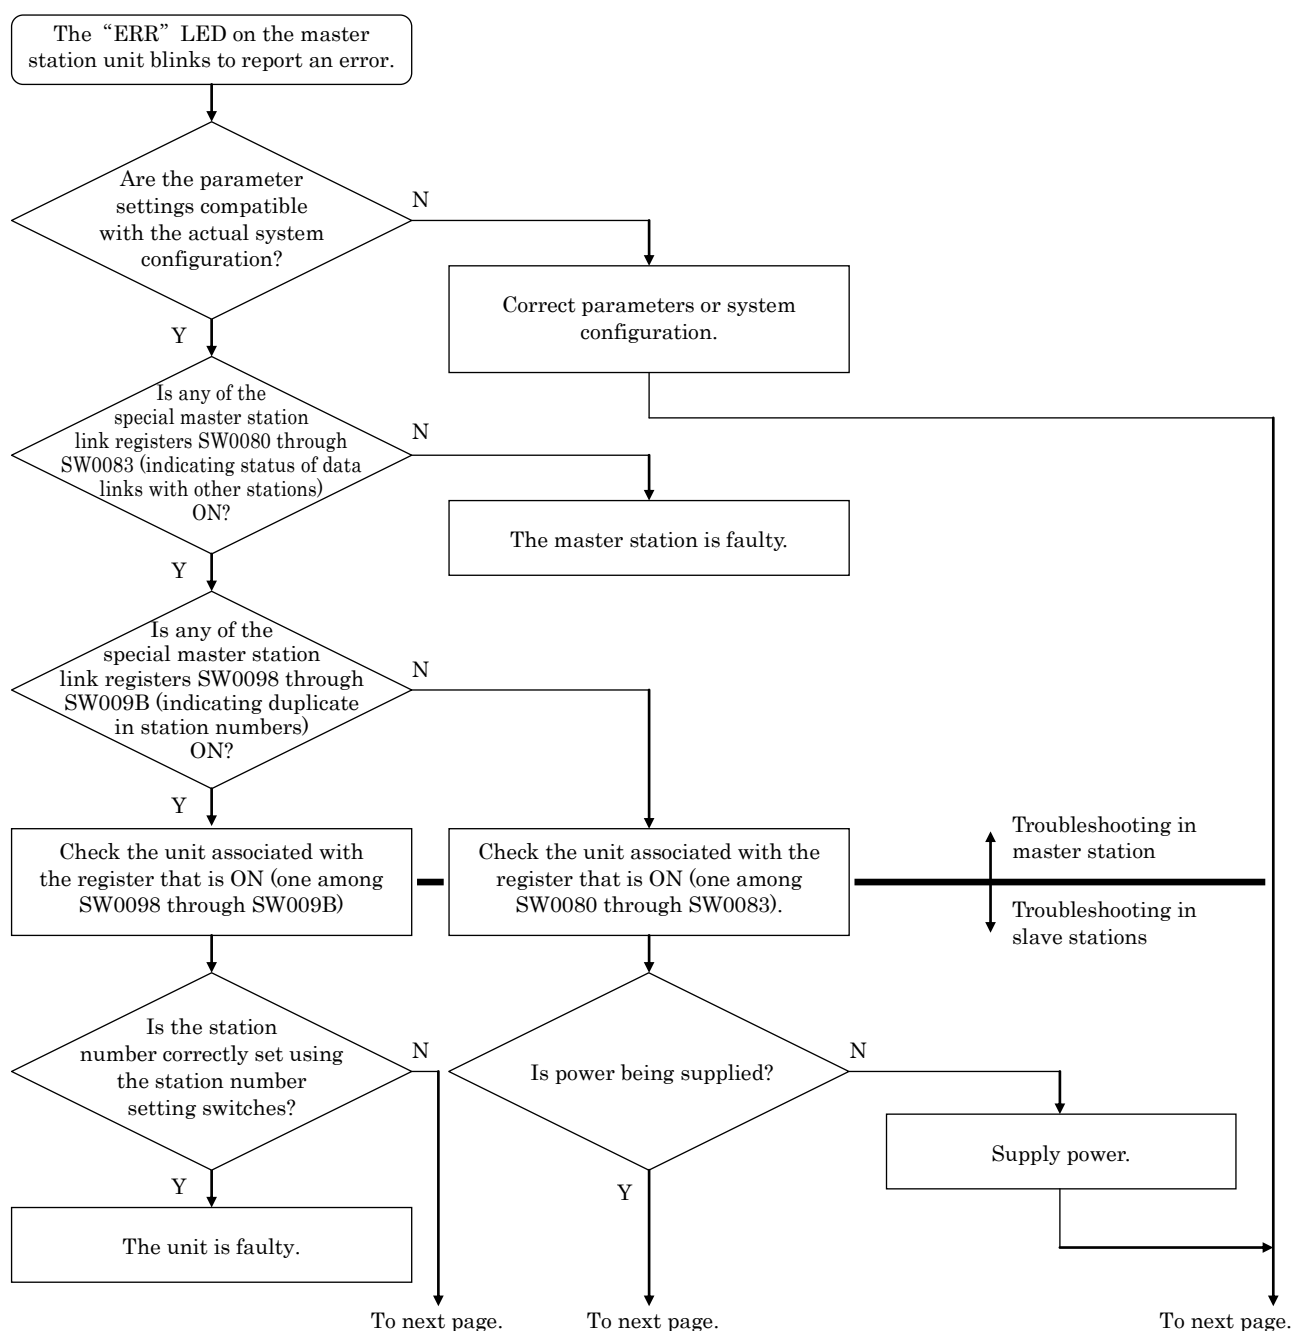 The “ERR” LED on the master
station unit blinks to report an error.
Are the parameter
settings compatible
with the actual system
configuration?
N
Y
Correct parameters or system
configuration.
Is any of the
special master station
link registers SW0080 through
SW0083 (indicating status of data
links with other stations)
ON?
N
Y
The master station is faulty.
Is any of the
special master station
link registers SW0098 through
SW009B (indicating duplicate
in station numbers)
ON?
N
Y
Check the unit associated with
the register that is ON (one among
SW0098 through SW009B)
Check the unit associated with the
register that is ON (one among
SW0080 through SW0083).
Troubleshooting in
master station
Troubleshooting in
slave stations
Is the station
number correctly set using
the station number
setting switches?
N
Y
Is power being supplied?
N
Y
Supply power.
The unit is faulty.
To next page.
To next page.
To next page.